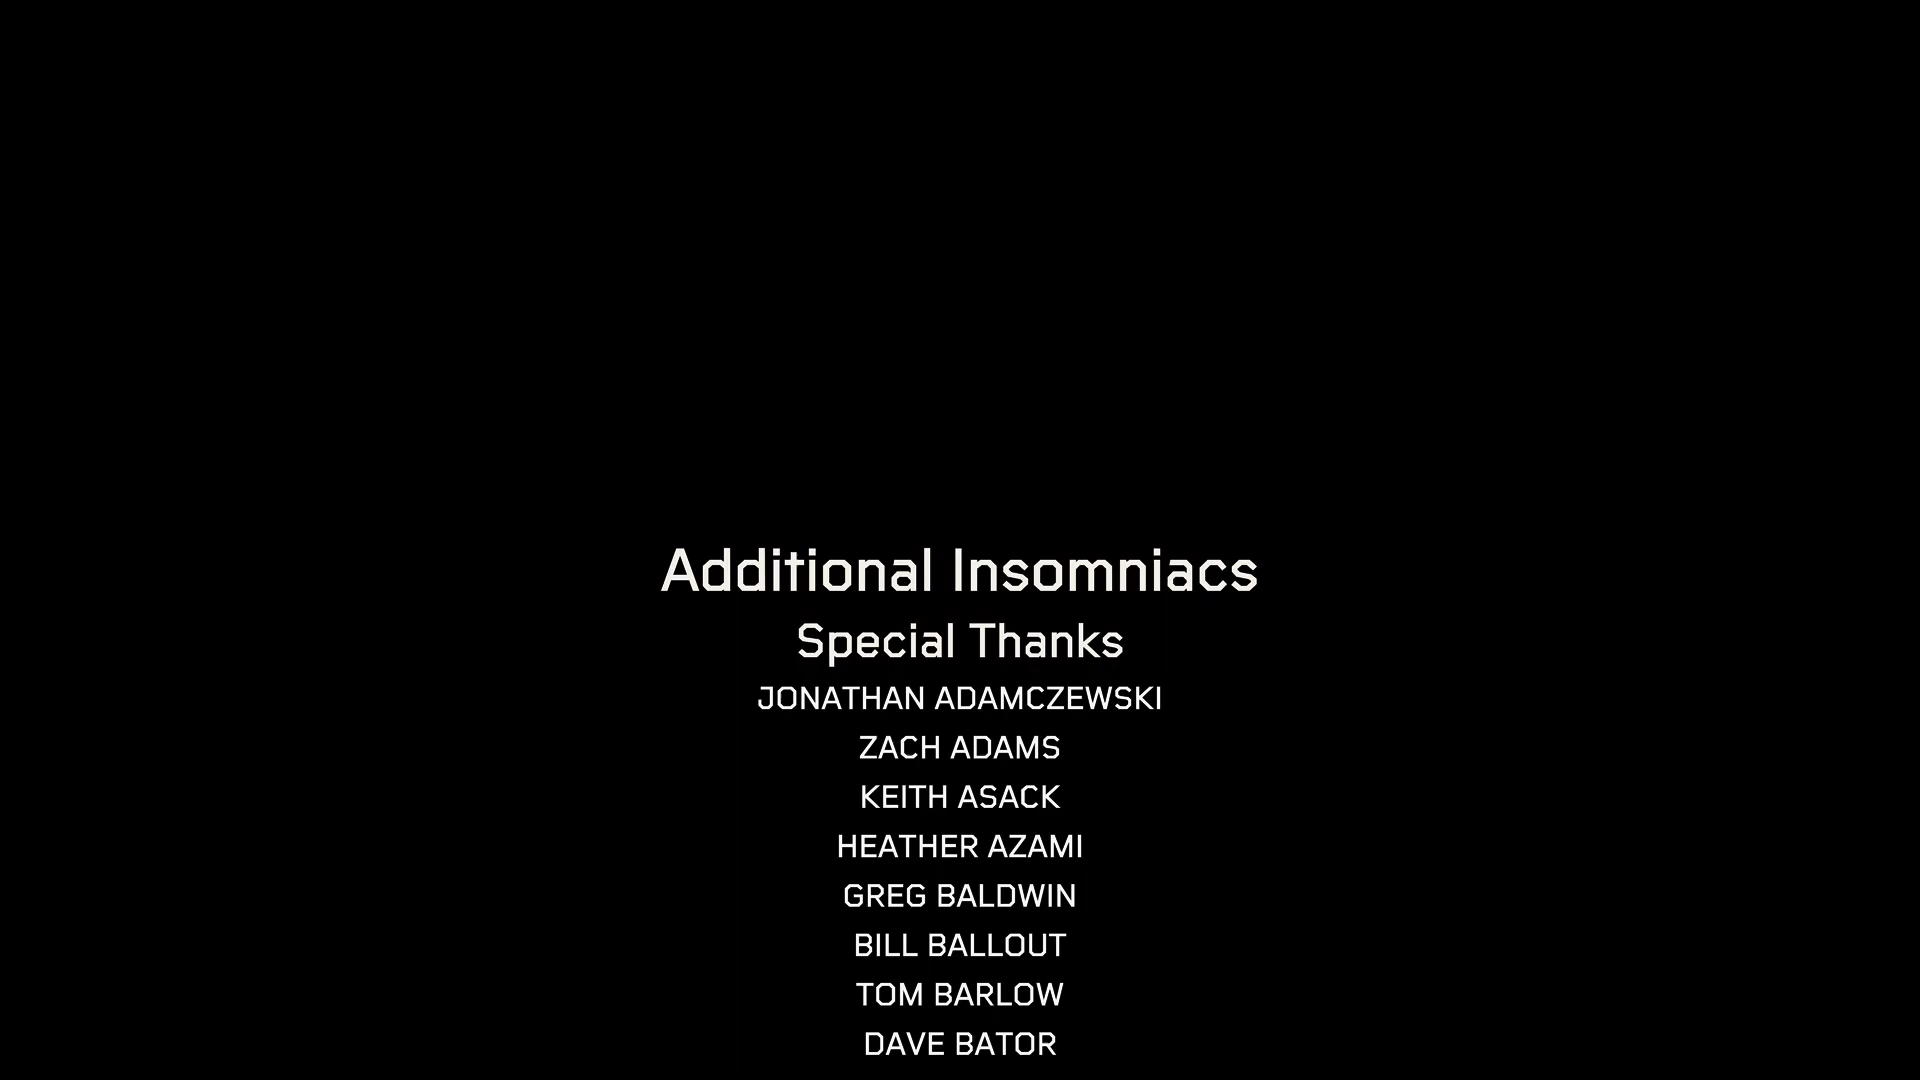 Additional Insomniacs
Special Thanks
JONATHAN ADAMCZEWSKI
ZACH ADAMS
KEITH ASACK
HEATHER AZAMI
GREG BALDWIN
BILL BALLOUT
TOM BARLOW
DAVE BATOR